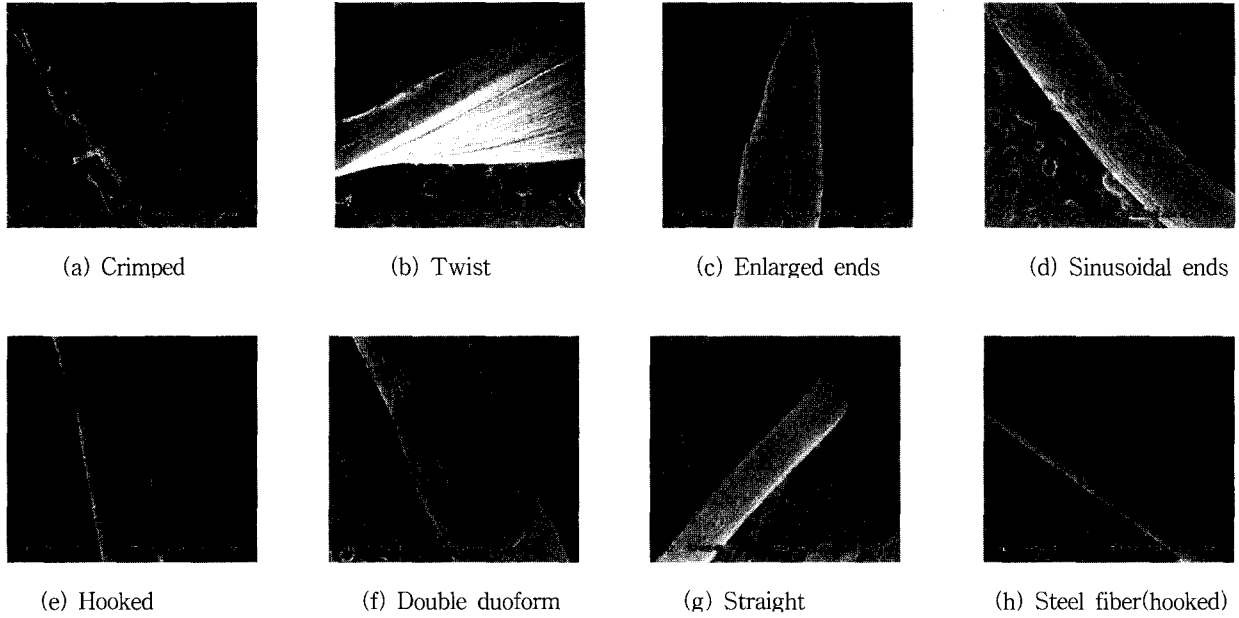 (a) Crimped
(b) Twist
(c) Enlarged ends
(d) Sinusoidal ends
(e) Hooked
(f) Double duoform
(g) Straight
(h) Steel fiber(hooked)